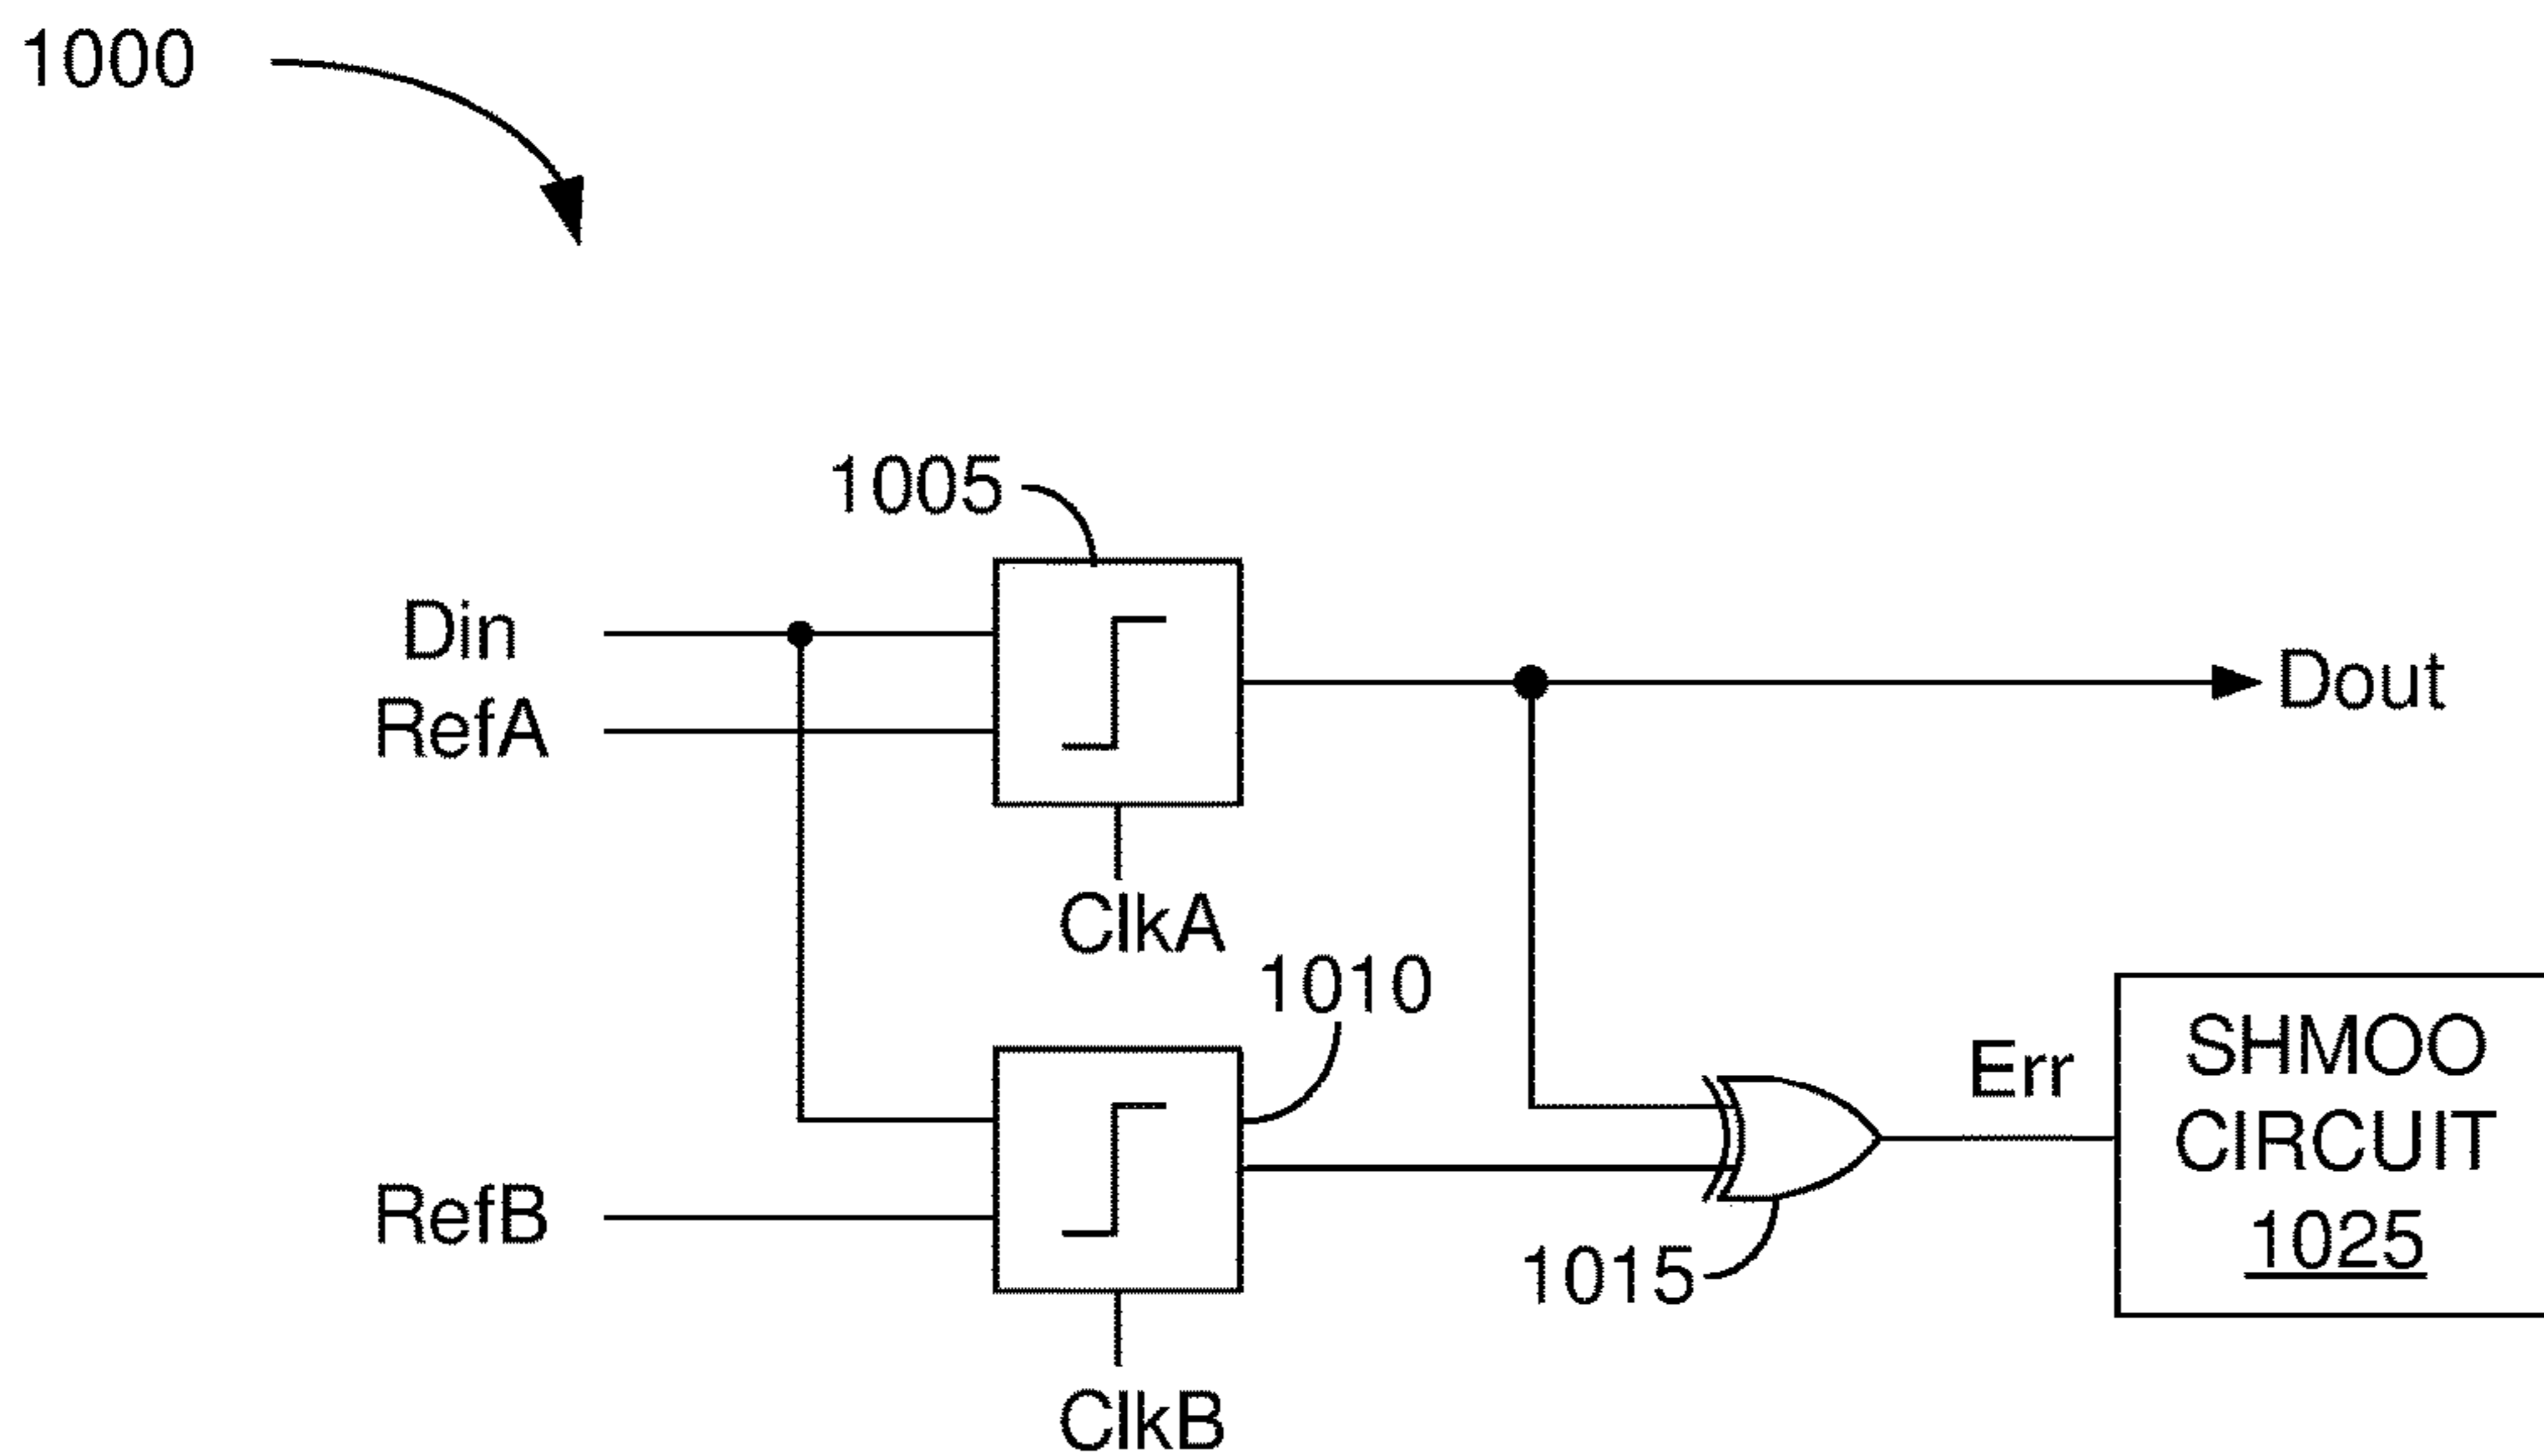 1000
1005
Din
RefA
Dout
ClkA
1010
Err
SHMOO
CIRCUIT
1025
RefB
1015
ClkB